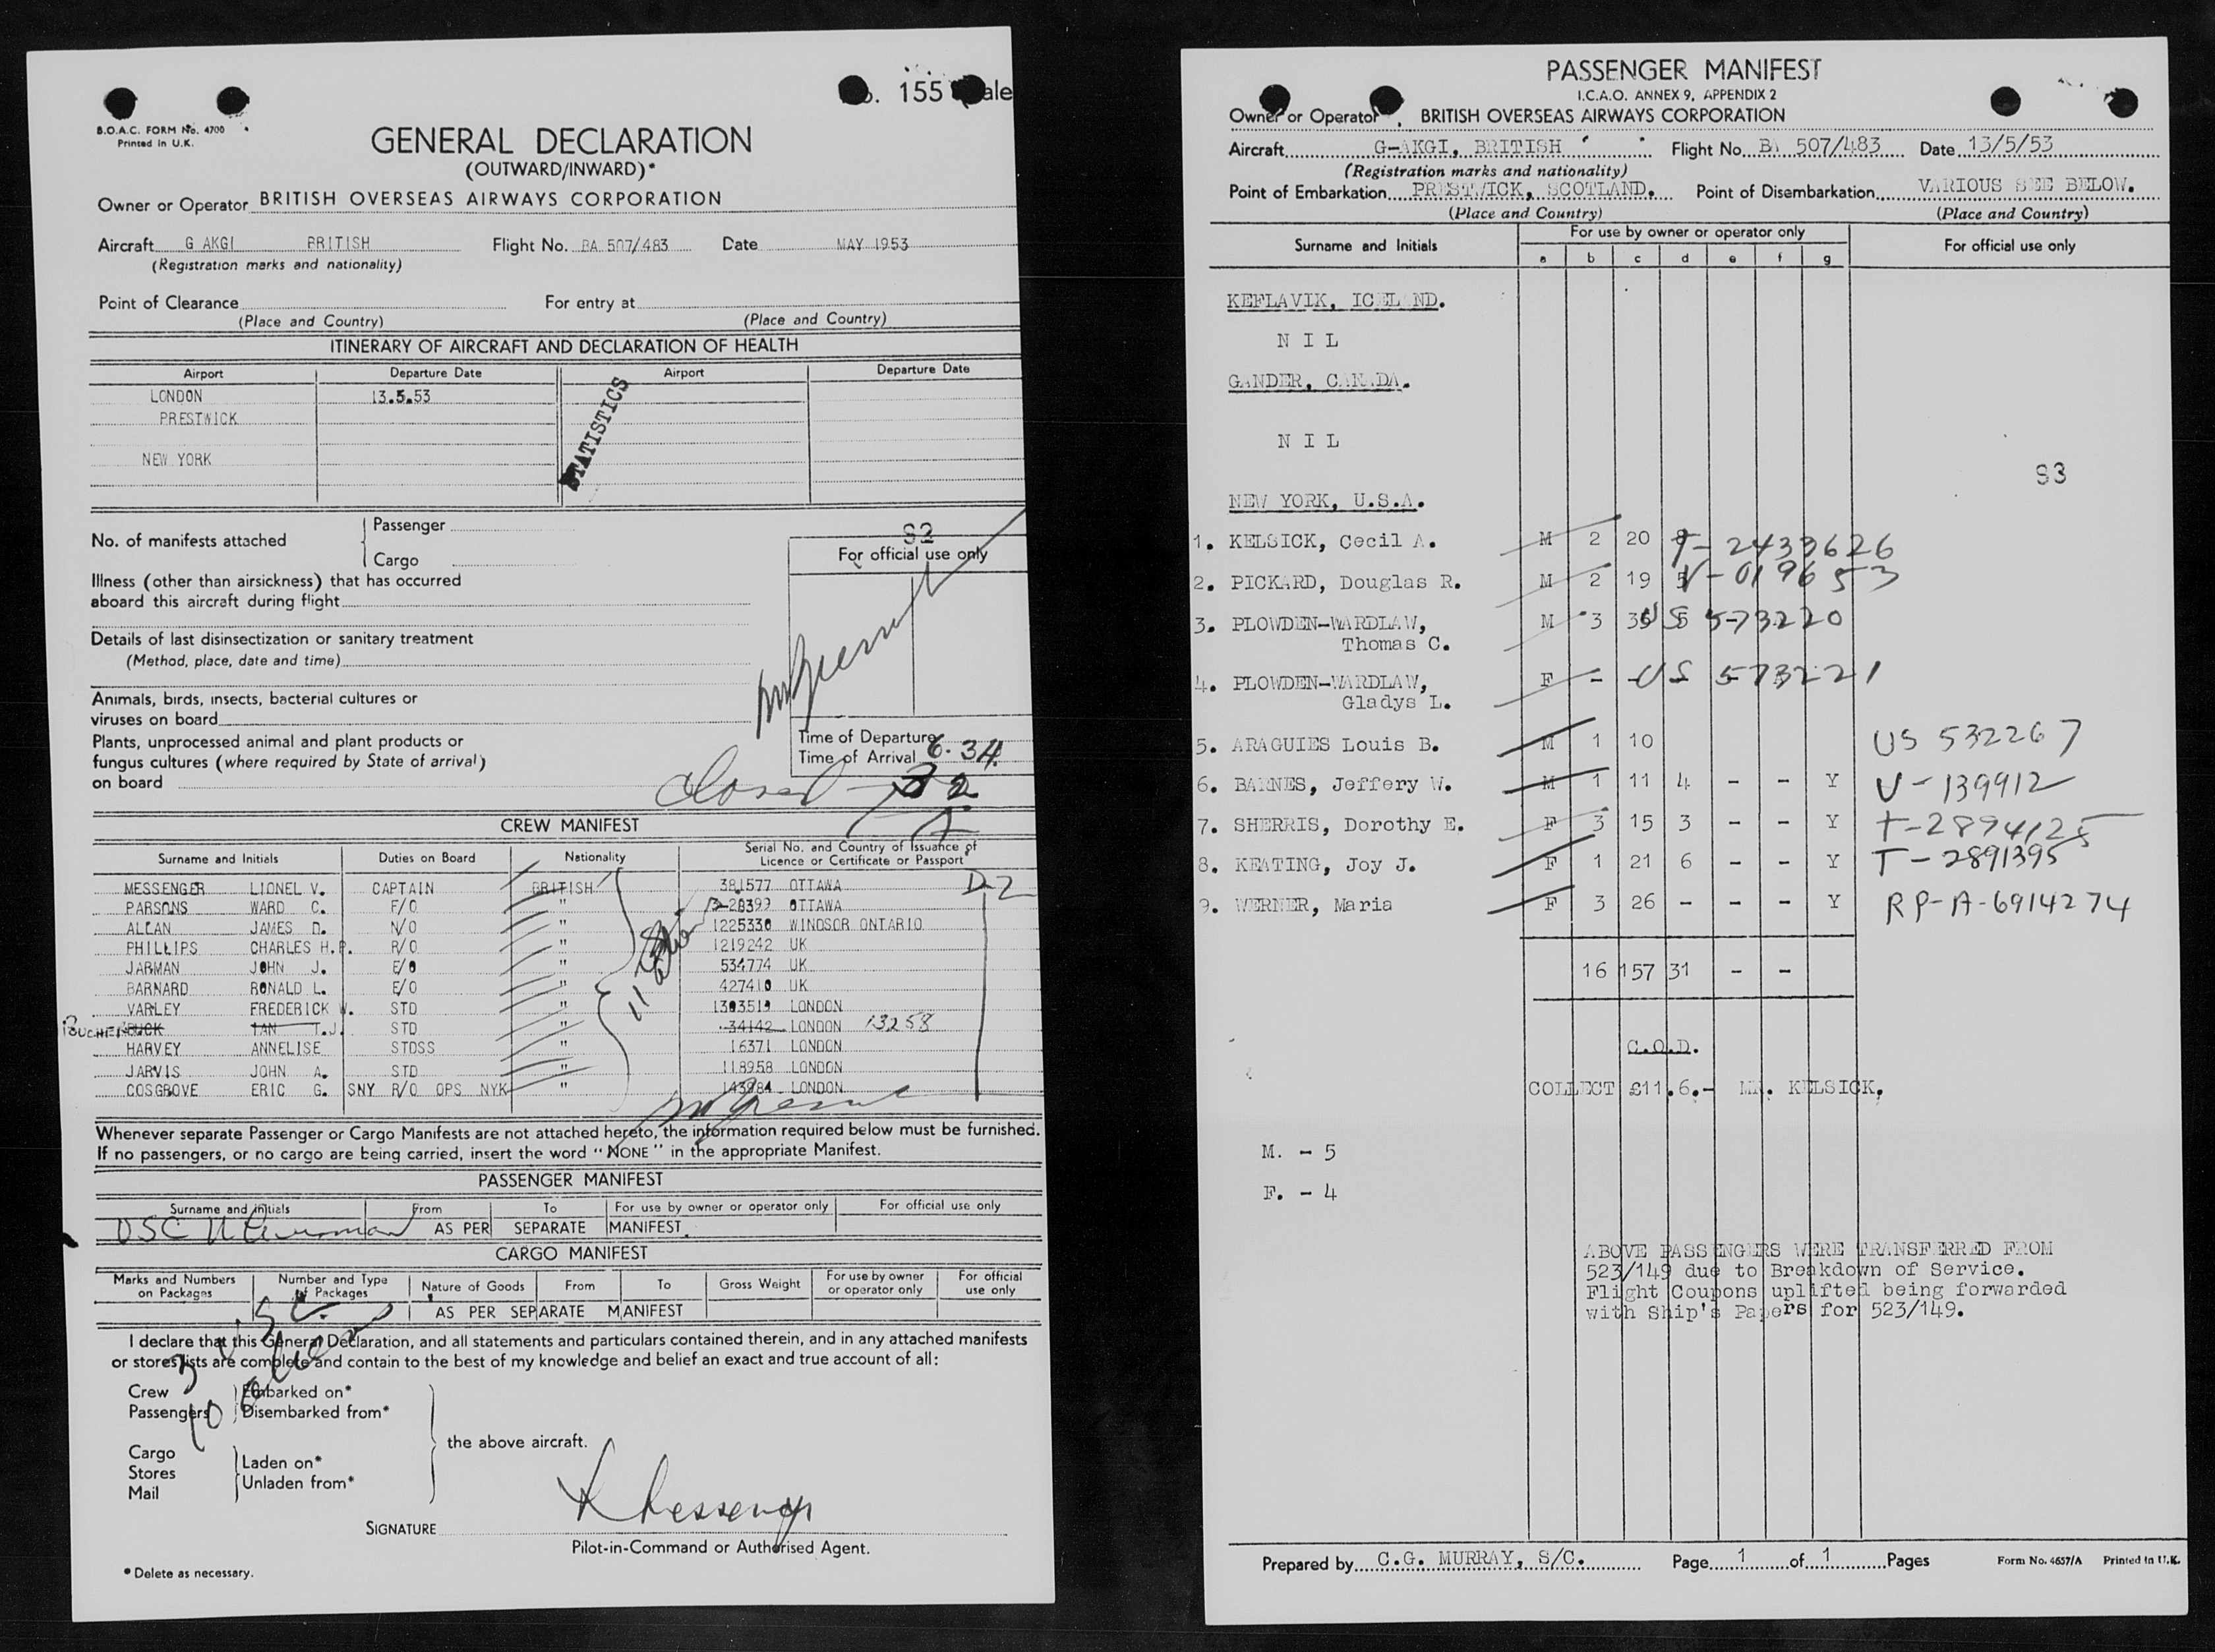 155
B.O.A.C. FORM No. 4700
Printed in U.K.
GENERAL DECLARATION
(OUTWARD/INWARD)*
Owner or Operator BRITISH OVERSEAS AIRWAYS CORPORATION
Aircraft G AKGI BRITISH Flight No. BA 507/483 Date MAY 1953
(Registration marks and nationality)
Point of Clearance For entry at
(Place and Country) (Place and Country)
ITINERARY OF AIRCRAFT AND DECLARATION OF HEALTH
Airport Departure Date Airport Departure Date
LONDON 13.5.53
PRESTWICK
NEW YORK
STATISTICS
No. of manifests attached
Passenger
Cargo
S2
For official use only
Illness (other than airsickness) that has occurred
aboard this aircraft during flight
Details of last disinsectization or sanitary treatment
(Method, place, date and time)
Animals, birds, insects, bacterial cultures or
viruses on board
Plants, unprocessed animal and plant products or
fungus cultures (where required by State of arrival)
on board
Time of Departure
Time of Arrival 6.34
Closed
CREW MANIFEST
Surname and Initials Duties on Board Nationality Serial No. and Country of Issuance of Licence or Certificate or Passport
MESSENGER LIONEL V. CAPTAIN BRITISH 381577 OTTAWA D-2
PARSONS WARD C. F/O " OTTAWA
ALLAN JAMES D. N/O " 1225330 WINDSOR ONTARIO
PHILLIPS CHARLES H.P. R/O " 1219242 UK
JARMAN JOHN J. E/O " 534774 UK
BARNARD RONALD L. E/O " 427410 UK
VARLEY FREDERICK W. STD " LONDON
BUCK IAN T.J. STD " 34142 LONDON 13258
HARVEY ANNELISE STDSS " 16371 LONDON
JARVIS JOHN A. STD " 118958 LONDON
COSGROVE ERIC G. SNY R/O OPS NYK " 143984 LONDON
Whenever separate Passenger or Cargo Manifests are not attached hereto, the information required below must be furnished.
If no passengers, or no cargo are being carried, insert the word "NONE" in the appropriate Manifest.
PASSENGER MANIFEST
Surname and initials From To For use by owner or operator only For official use only
AS PER SEPARATE MANIFEST
CARGO MANIFEST
Marks and Numbers on Packages Number and Type of Packages Nature of Goods From To Gross Weight For use by owner or operator only For official use only
AS PER SEPARATE MANIFEST
I declare that this General Declaration, and all statements and particulars contained therein, and in any attached manifests
or stores lists are complete and contain to the best of my knowledge and belief an exact and true account of all:
Crew
Passengers
Embarked on*
Disembarked from*
Cargo
Stores
Mail
Laden on*
Unladen from*
the above aircraft.
SIGNATURE
Pilot-in-Command or Authorised Agent.
* Delete as necessary.
PASSENGER MANIFEST
I.C.A.O. ANNEX 9, APPENDIX 2
Owner or Operator BRITISH OVERSEAS AIRWAYS CORPORATION
Aircraft G-AKGI, BRITISH Flight No. BA 507/483 Date 13/5/53
(Registration marks and nationality)
Point of Embarkation PRESTWICK, SCOTLAND. Point of Disembarkation VARIOUS SEE BELOW.
(Place and Country) (Place and Country)
Surname and Initials For use by owner or operator only For official use only
a b c d e f g
KEFLAVIK, ICELAND.
N I L
GANDER, CANADA.
N I L
S3
NEW YORK, U.S.A.
1. KELSICK, Cecil A. M 2 20 T-2433626
2. PICKARD, Douglas R. M 2 19 5 V-019653
3. PLOWDEN-WARDLAW, Thomas C. M 3 US 573220
4. PLOWDEN-WARDLAW, Gladys L. F - - US 573221
5. ARAGUIES Louis B. M 1 10 US 532267
6. BARNES, Jeffery W. M 1 11 4 - - Y V-139912
7. SHERRIS, Dorothy E. F 3 15 3 - - Y T-2894125
8. KEATING, Joy J. F 1 21 6 - - Y T-2891395
9. WERNER, Maria F 3 26 - - - Y RP-A-6914274
16 157 31 - -
C.O.D.
COLLECT £11.6.- MR. KELSICK.
M. - 5
F. - 4
ABOVE PASSENGERS WERE TRANSFERRED FROM
523/149 due to Breakdown of Service.
Flight Coupons uplifted being forwarded
with Ship's Papers for 523/149.
Prepared by C.G. MURRAY, S/C. Page 1 of 1 Pages Form No. 4657/A Printed in U.K.